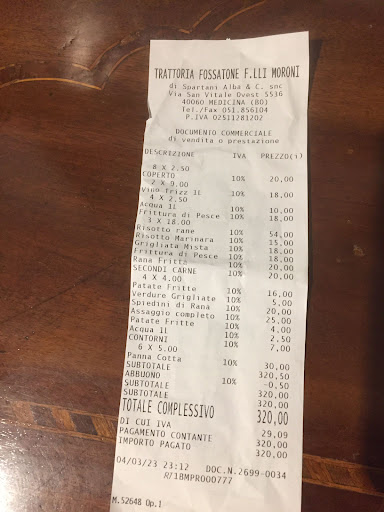 TRATTORIA FOSSATONE F.LLI MORONI
di Spartani Alba & C. snc
Via San Vitale Ovest 5536
40060 MEDICINA (BO)
Tel./Fax 051.856104
P.IVA 02511281202
DOCUMENTO COMMERCIALE
di vendita o prestazione
DESCRIZIONE IVA PREZZO(€)
8 X 2.50
COPERTO 10% 20,00
2 X 9.00
Vino frizz 1L 10% 18,00
4 X 2.50
Acqua 1L 10% 10,00
Frittura di Pesce 10% 18,00
3 X 18.00
Risotto rane 10% 54,00
Risotto Marinara 10% 15,00
Grigliata Mista 10% 18,00
Frittura di Pesce 10% 18,00
Rana Fritta 10% 20,00
SECONDI CARNE 10% 20,00
4 X 4.00
Patate Fritte 10% 16,00
Verdure Grigliate 10% 5,00
Spiedini di Rana 10% 20,00
Assaggio completo 10% 25,00
Patate Fritte 10% 4,00
Acqua 1L 10% 2,50
CONTORNI 10% 7,00
6 X 5.00
Panna Cotta 10% 30,00
SUBTOTALE 320,50
ABBUONO 10% -0,50
SUBTOTALE 320,00
SUBTOTALE 320,00
TOTALE COMPLESSIVO 320,00
DI CUI IVA 29,09
PAGAMENTO CONTANTE 320,00
IMPORTO PAGATO 320,00
04/03/23 23:12 DOC.N.2699-0034
RT 18MPR000777
M.52648 Op.1